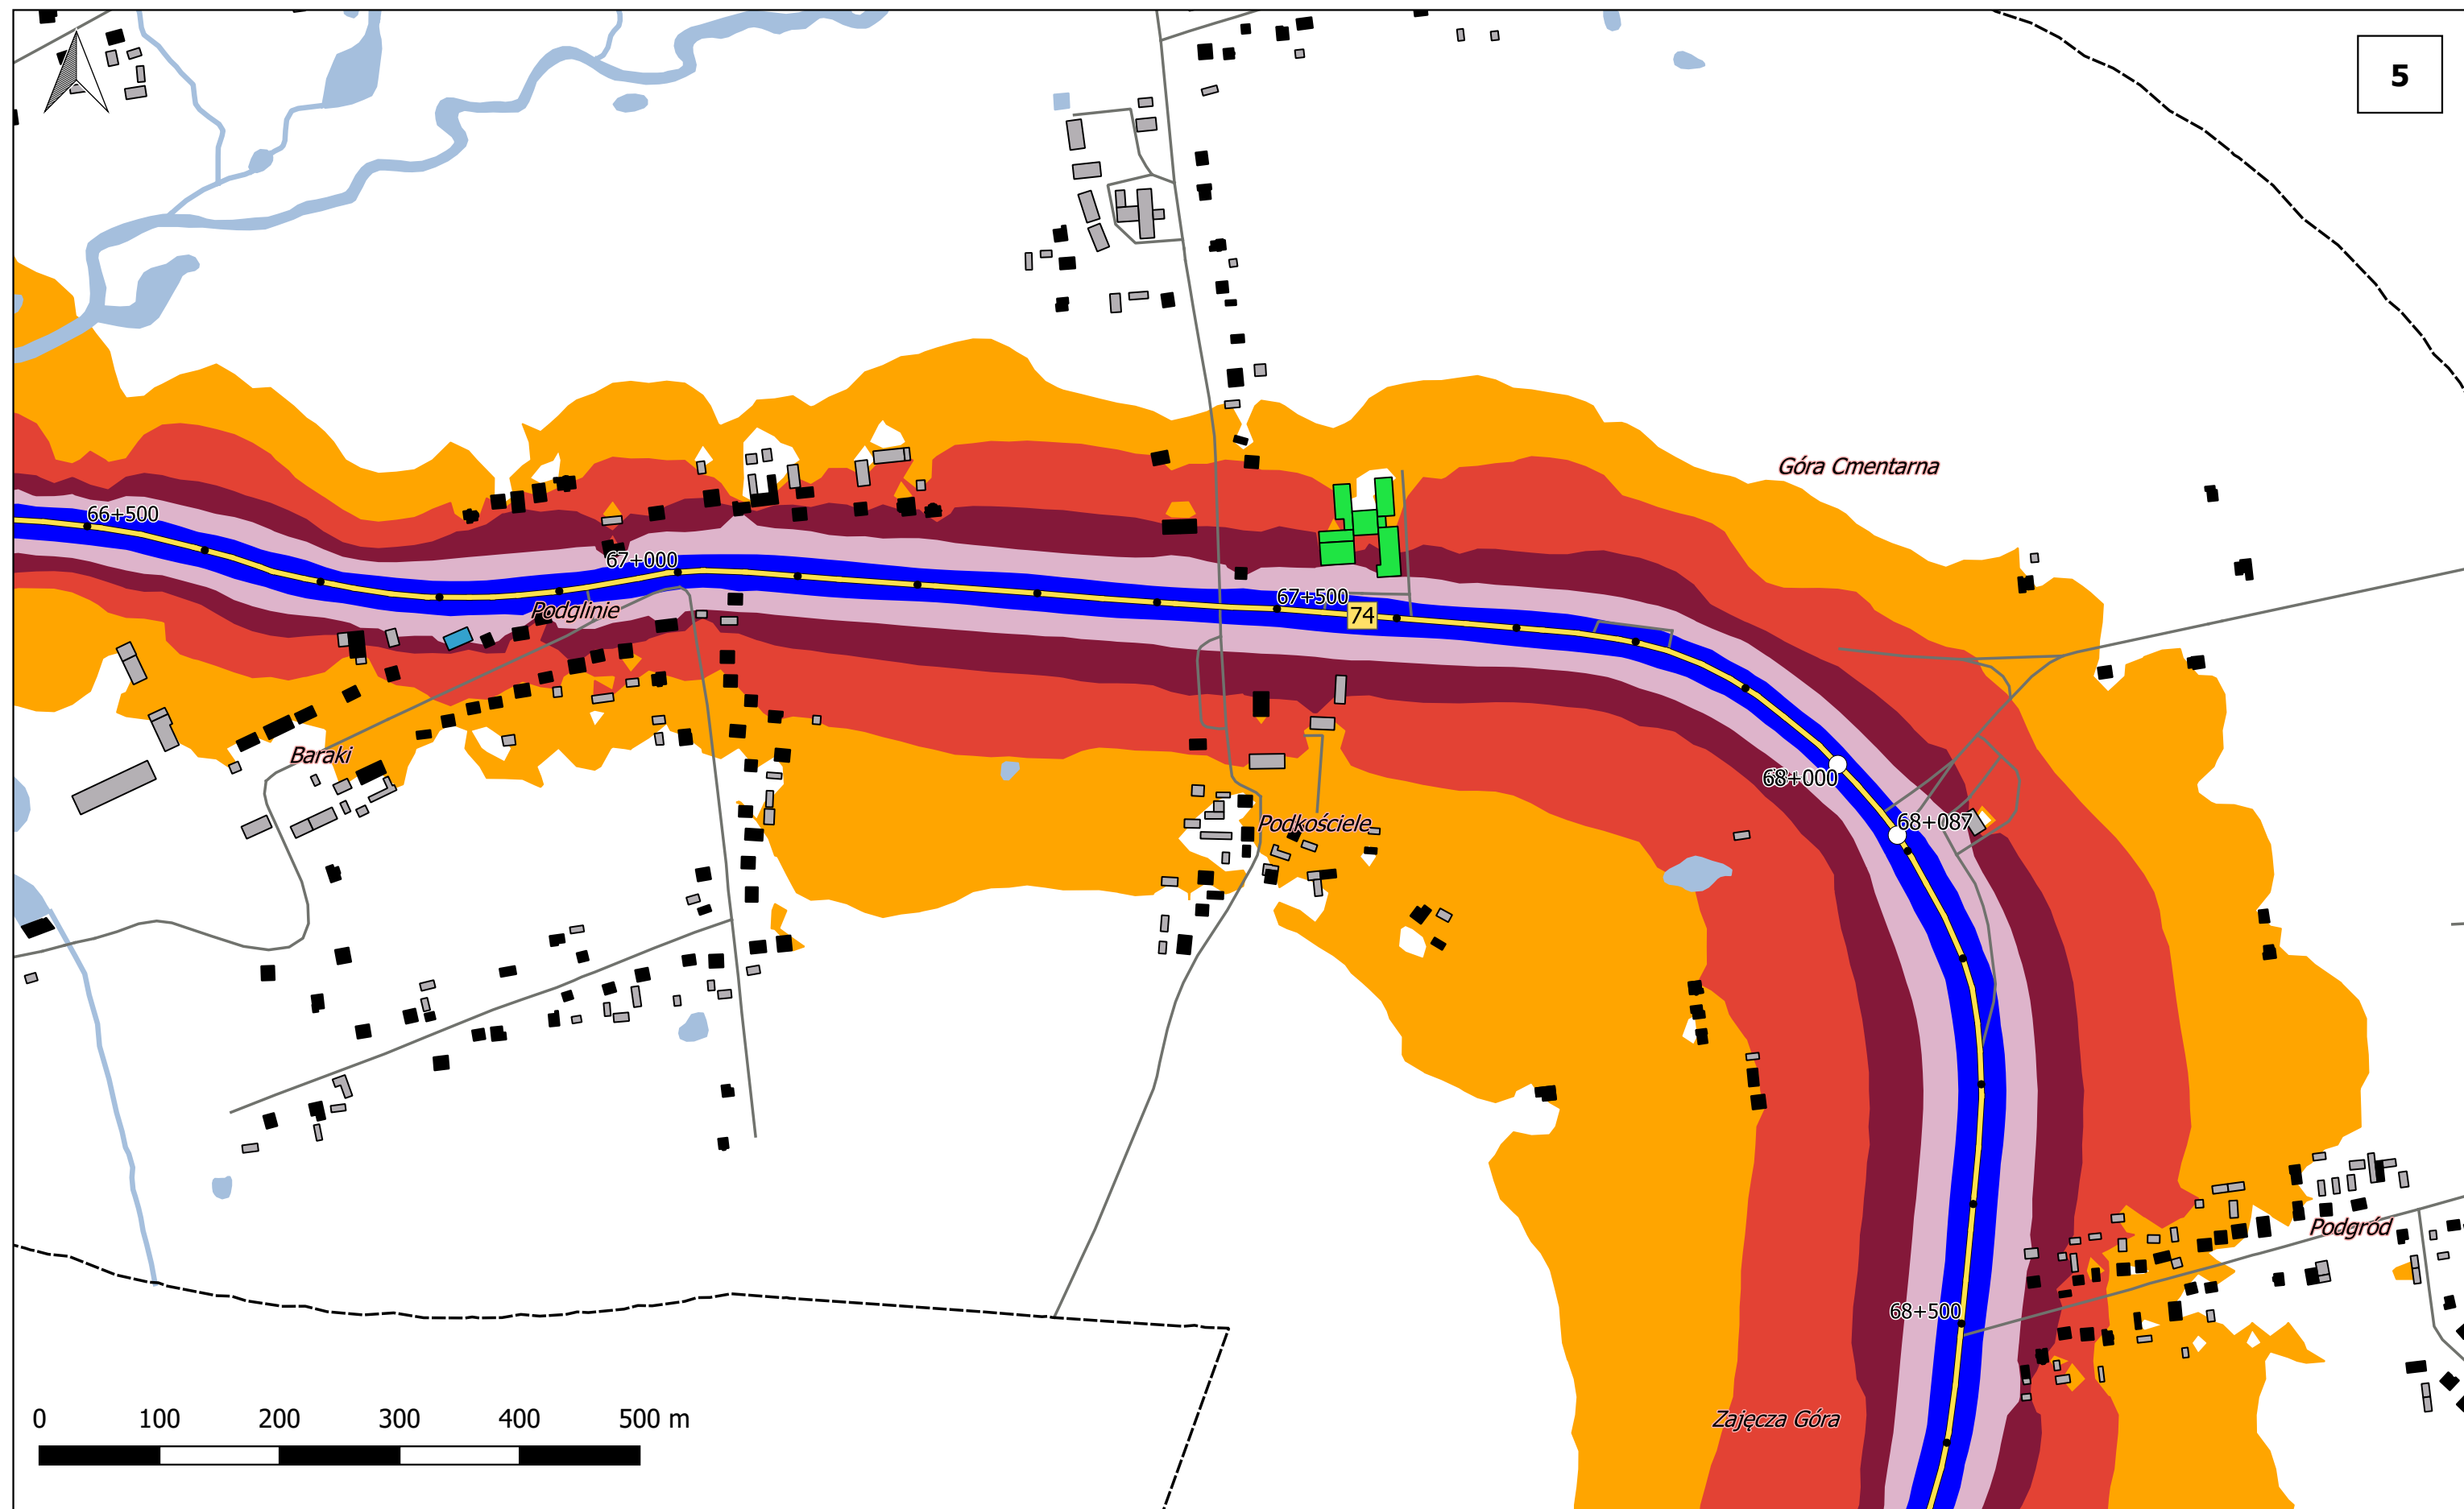 5
Góra Cmentarna
66+500
67+000
67+500
Podglinie
74
Baraki
68+000
68+087
Podkościele
Podgród
68+500
Zajęcza Góra
0 100 200 300 400 500 m